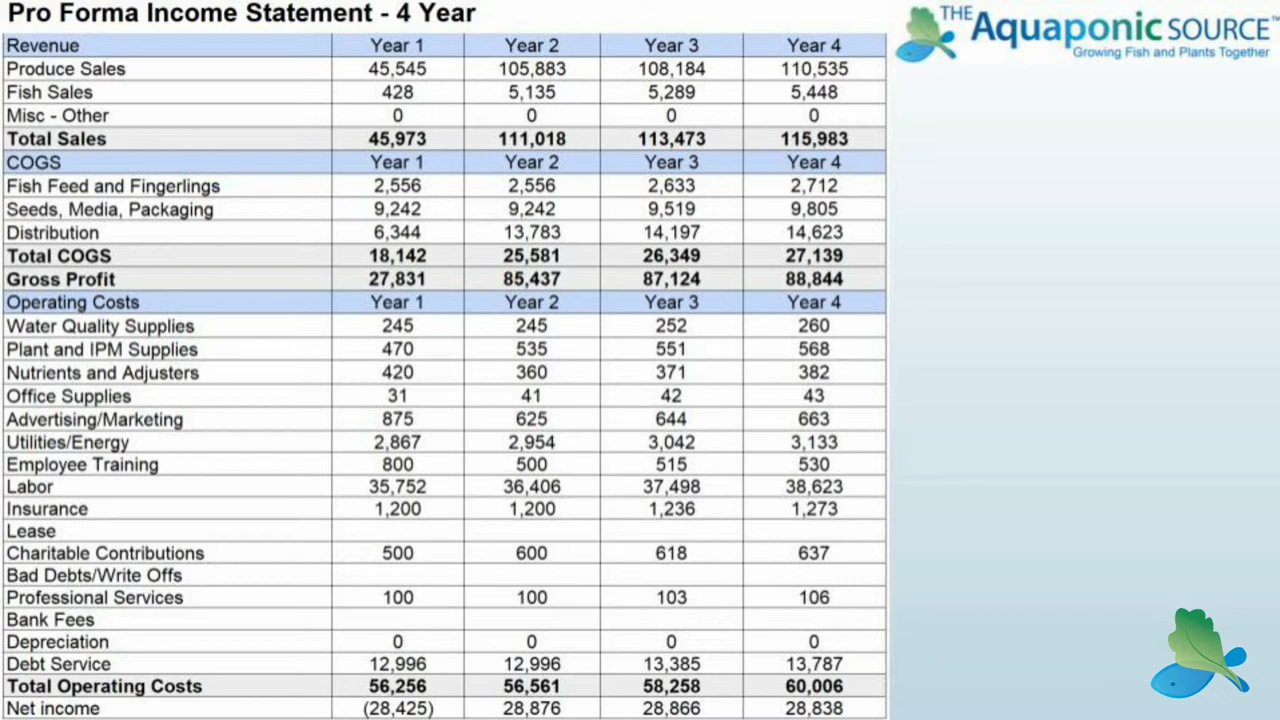 Pro Forma Income Statement - 4 Year
THE Aquaponic SOURCE™
Growing Fish and Plants Together
Revenue Year 1 Year 2 Year 3 Year 4
Produce Sales 45,545 105,883 108,184 110,535
Fish Sales 428 5,135 5,289 5,448
Misc - Other 0 0 0 0
Total Sales 45,973 111,018 113,473 115,983
COGS Year 1 Year 2 Year 3 Year 4
Fish Feed and Fingerlings 2,556 2,556 2,633 2,712
Seeds, Media, Packaging 9,242 9,242 9,519 9,805
Distribution 6,344 13,783 14,197 14,623
Total COGS 18,142 25,581 26,349 27,139
Gross Profit 27,831 85,437 87,124 88,844
Operating Costs Year 1 Year 2 Year 3 Year 4
Water Quality Supplies 245 245 252 260
Plant and IPM Supplies 470 535 551 568
Nutrients and Adjusters 420 360 371 382
Office Supplies 31 41 42 43
Advertising/Marketing 875 625 644 663
Utilities/Energy 2,867 2,954 3,042 3,133
Employee Training 800 500 515 530
Labor 35,752 36,406 37,498 38,623
Insurance 1,200 1,200 1,236 1,273
Lease
Charitable Contributions 500 600 618 637
Bad Debts/Write Offs
Professional Services 100 100 103 106
Bank Fees
Depreciation 0 0 0 0
Debt Service 12,996 12,996 13,385 13,787
Total Operating Costs 56,256 56,561 58,258 60,006
Net income (28,425) 28,876 28,866 28,838